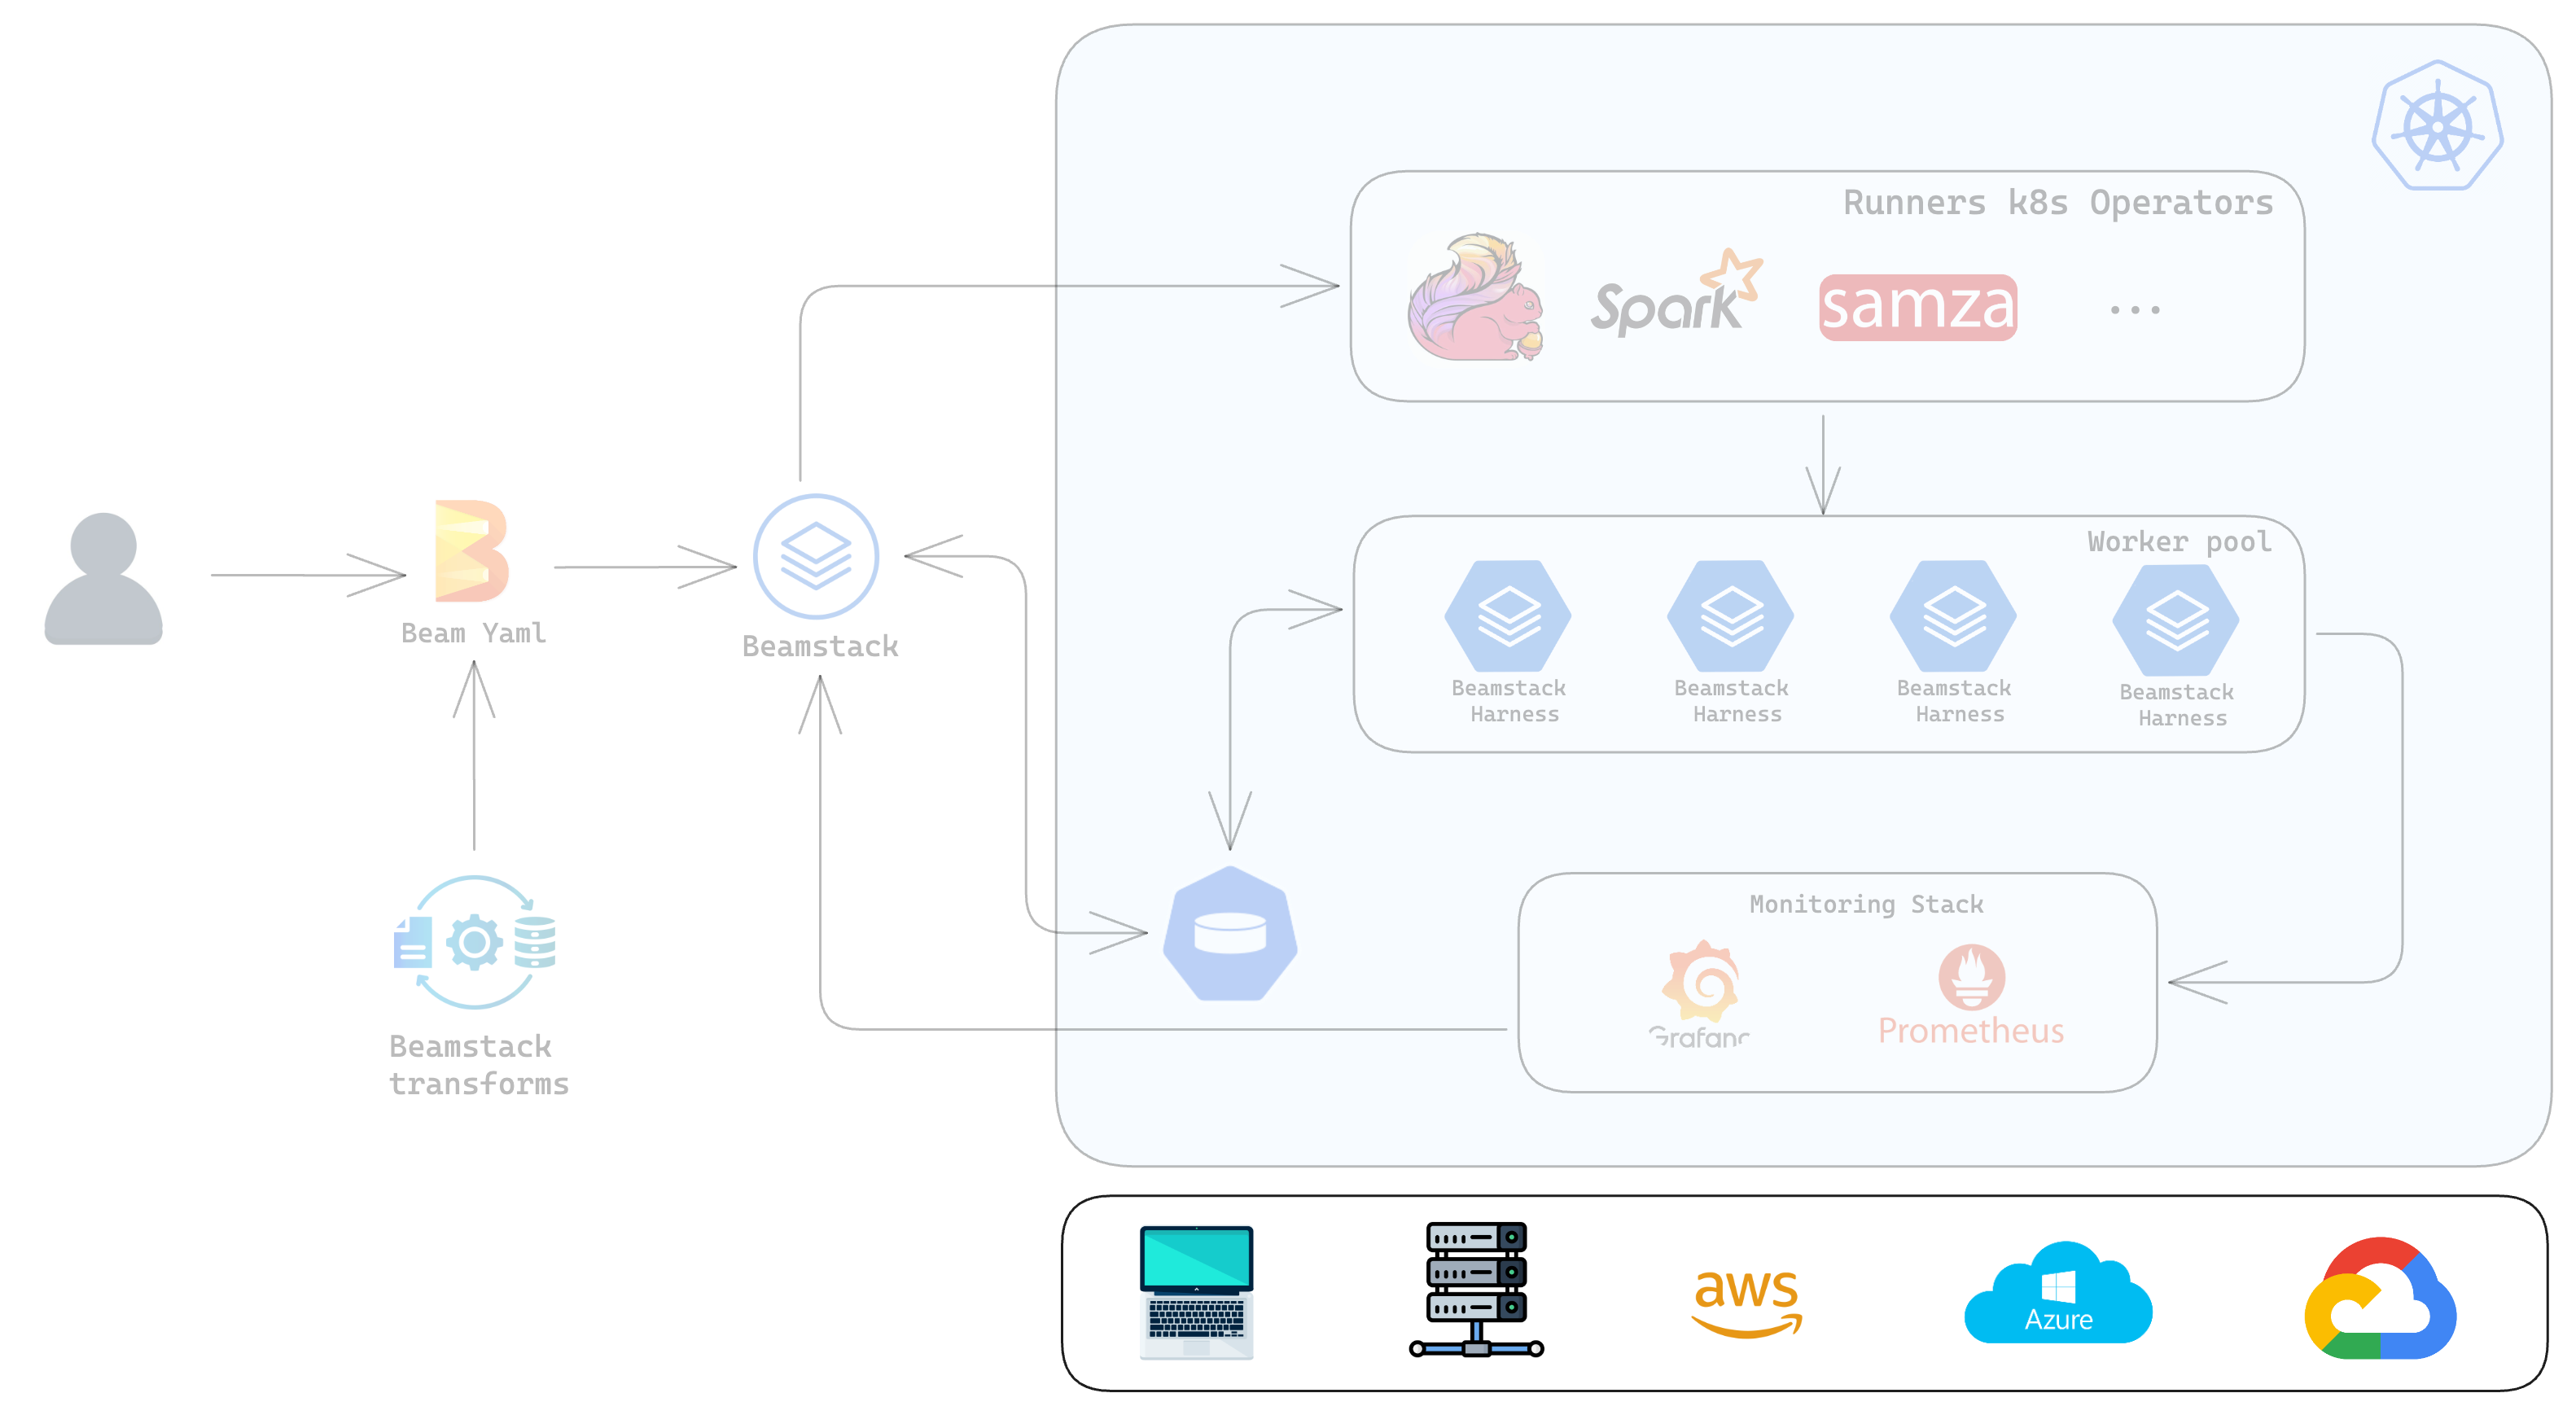 Runners k8s Operators
Spark
samza
...
Worker pool
Beam Yaml
Beamstack
Beamstack
Harness
Beamstack
Harness
Beamstack
Harness
Beamstack
Harness
Monitoring Stack
Grafana
Prometheus
Beamstack
transforms
aws
Azure